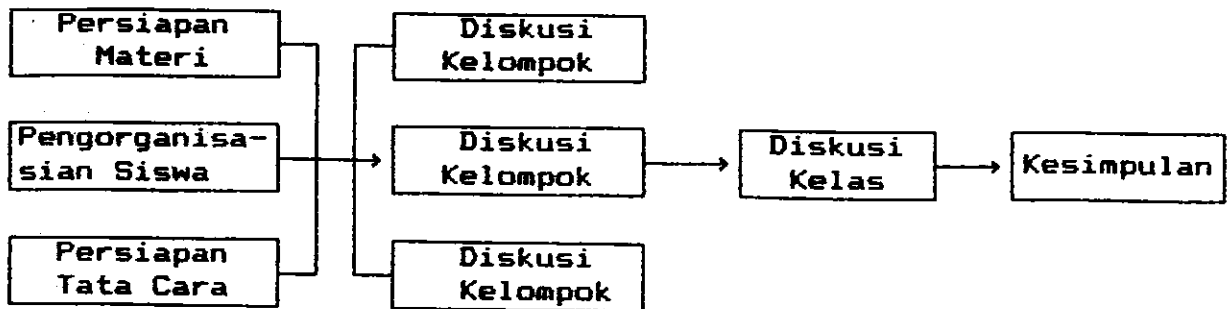 Persiapan
Materi
Diskusi
Kelompok
Pengorganisa-
sian Siswa
Diskusi
Kelompok
Diskusi
Kelas
Kesimpulan
Persiapan
Tata Cara
Diskusi
Kelompok